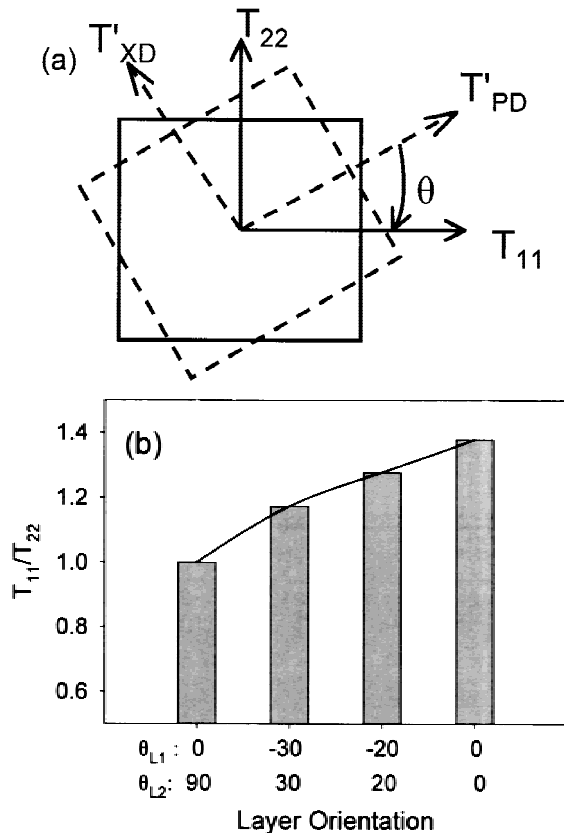 (a)
T'XD
T22
T'PD
θ
T11
(b)
T11/T22
1.4
1.2
1.0
0.8
0.6
θL1 : 0 -30 -20 0
θL2: 90 30 20 0
Layer Orientation